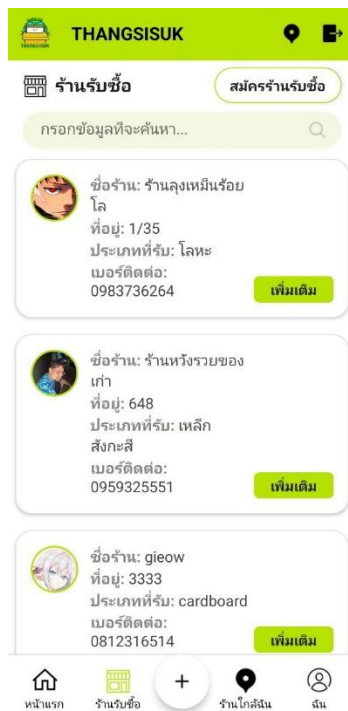 THANGSISUK
ร้านรับซื้อ
สมัครร้านรับซื้อ
กรอกข้อมูลที่จะค้นหา...
ชื่อร้าน: ร้านลุงเหม็นร้อย
โล
ที่อยู่: 1/35
ประเภทที่รับ: โลหะ
เบอร์ติดต่อ:
0983736264
เพิ่มเติม
ชื่อร้าน: ร้านหวังรวยของ
เก่า
ที่อยู่: 648
ประเภทที่รับ: เหล็ก
สังกะสี
เบอร์ติดต่อ:
0959325551
เพิ่มเติม
ชื่อร้าน: gieow
ที่อยู่: 3333
ประเภทที่รับ: cardboard
เบอร์ติดต่อ:
0812316514
เพิ่มเติม
หน้าแรก
ร้านรับซื้อ
+
ร้านใกล้ฉัน
ฉัน